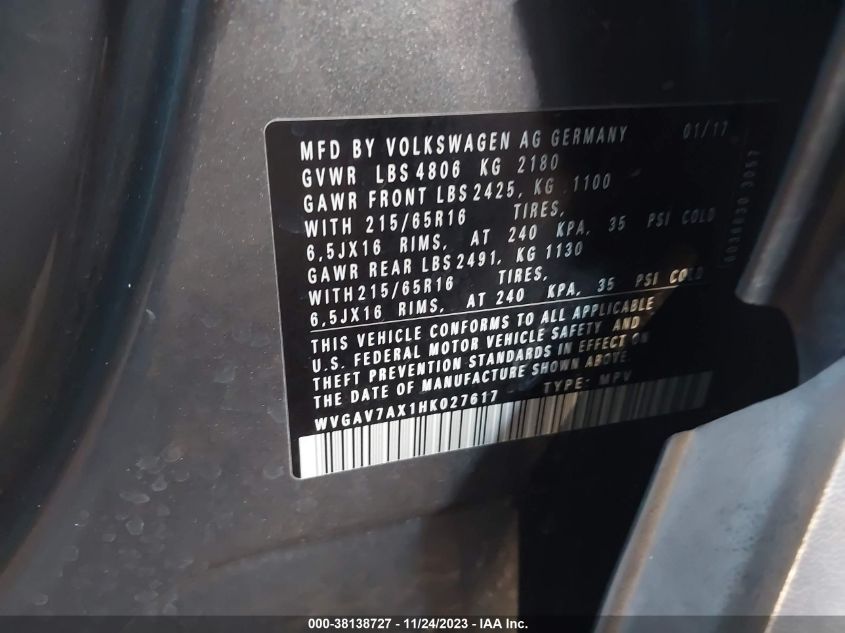 MFD BY VOLKSWAGEN AG GERMANY 01/17
GVWR LBS 4806 KG 2180
GAWR FRONT LBS 2425, KG 1100
WITH 215/65R16 TIRES,
6,5JX16 RIMS, AT 240 KPA, 35 PSI COLD
GAWR REAR LBS 2491, KG 1130
WITH 215/65R16 TIRES,
6,5JX16 RIMS, AT 240 KPA, 35 PSI COLD
THIS VEHICLE CONFORMS TO ALL APPLICABLE
U.S. FEDERAL MOTOR VEHICLE SAFETY AND
THEFT PREVENTION STANDARDS IN EFFECT ON
THE DATE OF MANUFACTURE SHOWN ABOVE.
WVGAV7AX1HK027617 TYPE: MPV
000-38138727 - 11/24/2023 - IAA Inc.